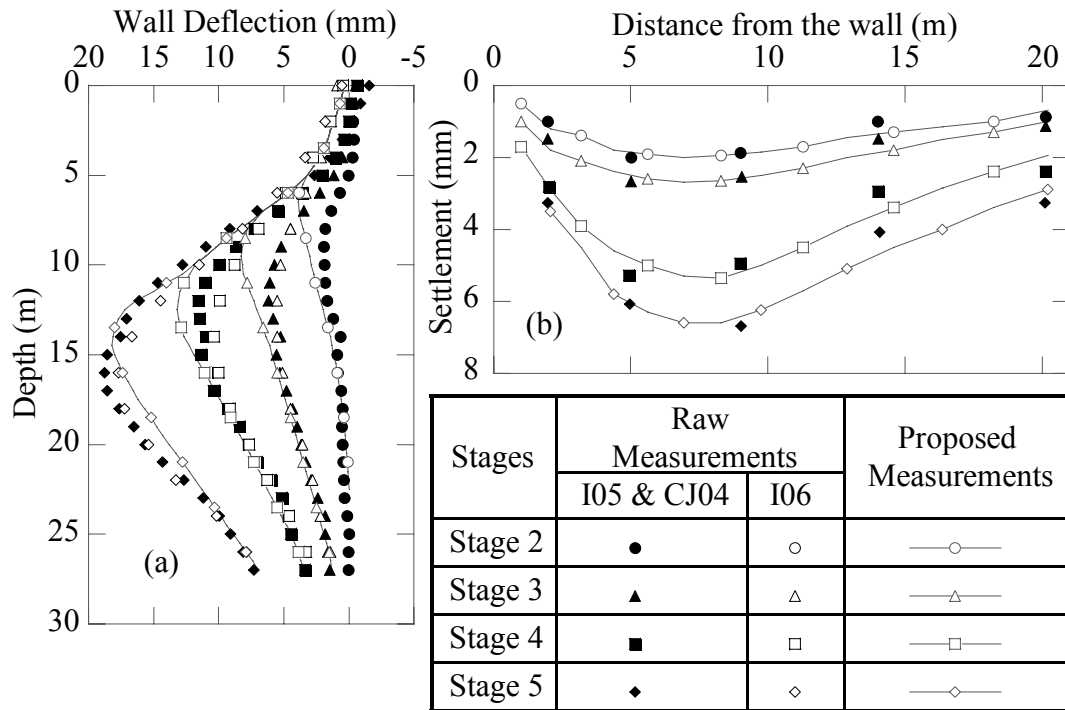 Wall Deflection (mm)
20 15 10 5 0 -5
0
5
10
15
20
25
30
Depth (m)
(a)
Distance from the wall (m)
0 5 10 15 20
0
2
4
6
8
Settlement (mm)
(b)
Stages
Raw
Measurements
Proposed
Measurements
I05 & CJ04 I06
Stage 2
Stage 3
Stage 4
Stage 5